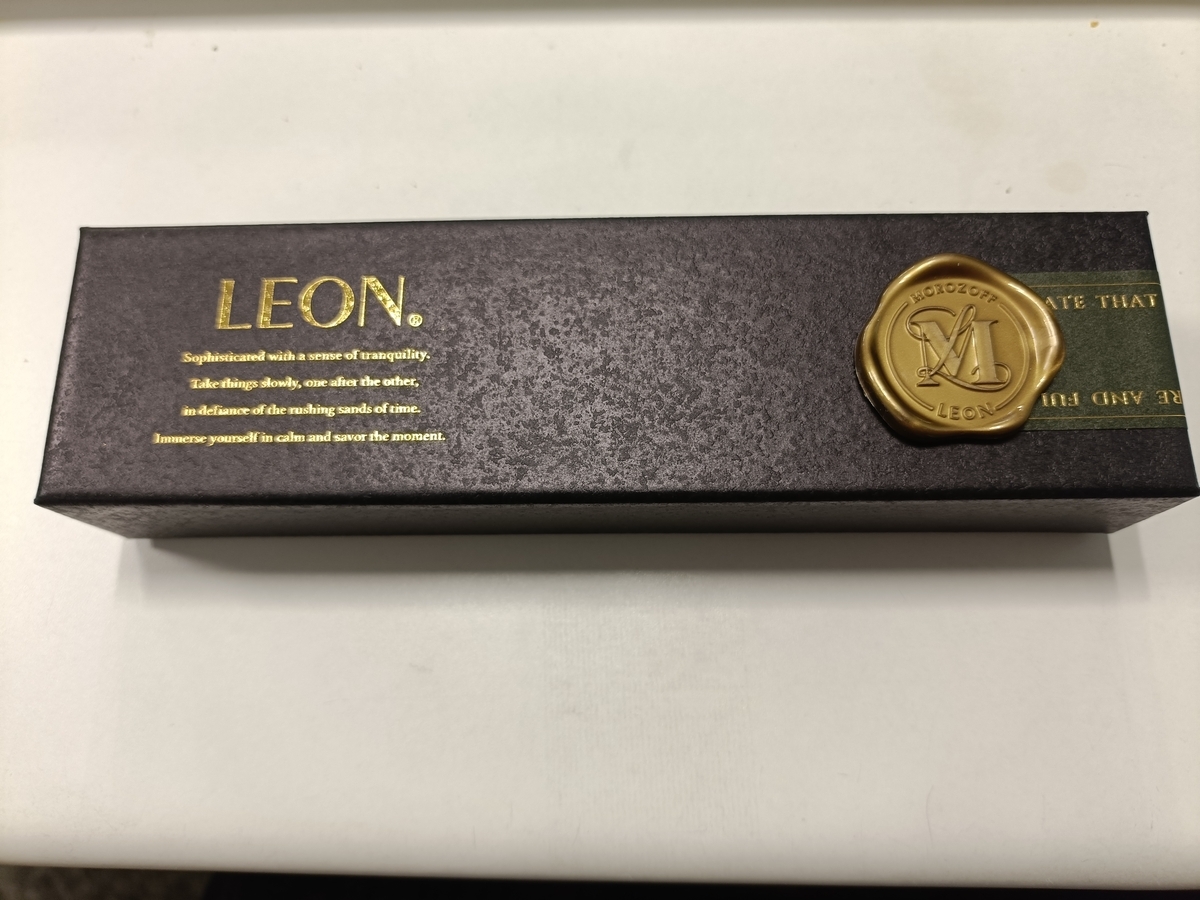 LEON.®
Sophisticated with a sense of tranquility.
Take things slowly, one after the other,
in defiance of the rushing sands of time.
Immerse yourself in calm and savor the moment.
MOROZOFF
M
LEON
ATE THAT
RE AND FUL